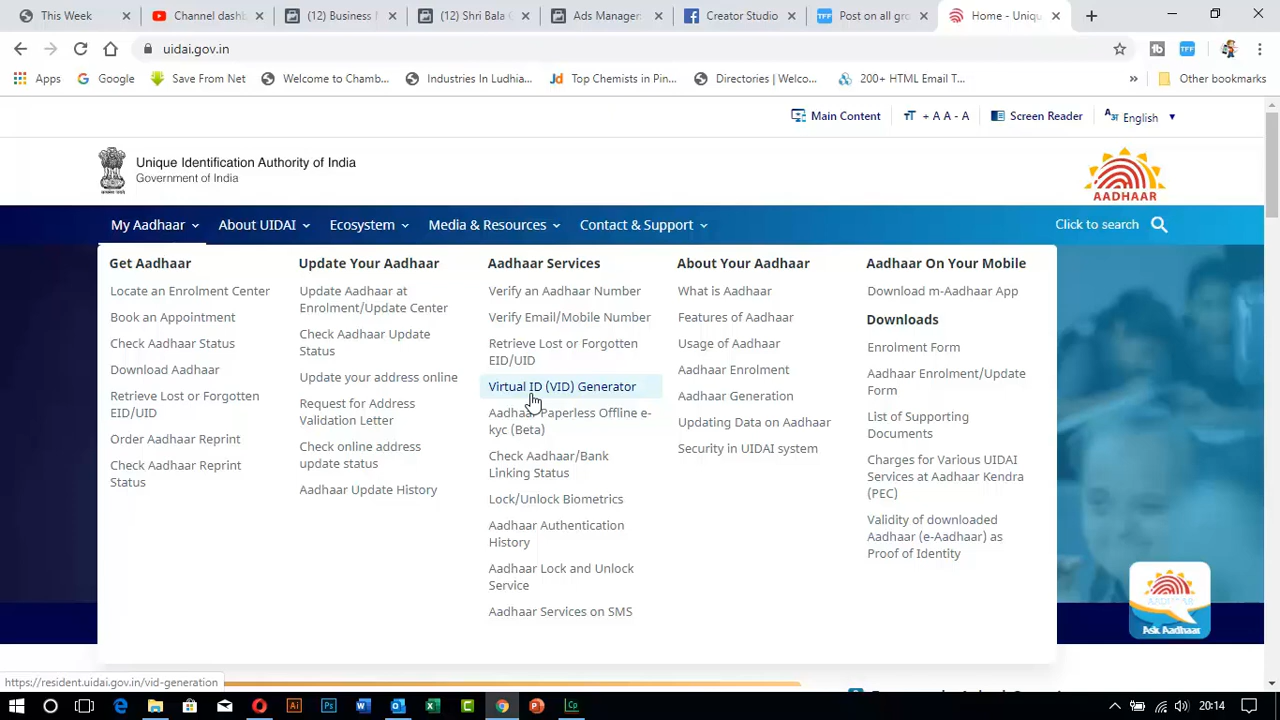 This Week
Channel dashb
(12) Business
(12) Shri Bala
Ads Manager
Creator Studio
Post on all gro
Home - Uniqu
uidai.gov.in
Apps
Google
Save From Net
Welcome to Chamb...
Industries In Ludhia...
Top Chemists in Pin...
Directories | Welco...
200+ HTML Email T...
Other bookmarks
Main Content
+ A A - A
Screen Reader
English
Unique Identification Authority of India
Government of India
AADHAAR
My Aadhaar
About UIDAI
Ecosystem
Media & Resources
Contact & Support
Click to search
Get Aadhaar
Locate an Enrolment Center
Book an Appointment
Check Aadhaar Status
Download Aadhaar
Retrieve Lost or Forgotten
EID/UID
Order Aadhaar Reprint
Check Aadhaar Reprint
Status
Update Your Aadhaar
Update Aadhaar at
Enrolment/Update Center
Check Aadhaar Update
Status
Update your address online
Request for Address
Validation Letter
Check online address
update status
Aadhaar Update History
Aadhaar Services
Verify an Aadhaar Number
Verify Email/Mobile Number
Retrieve Lost or Forgotten
EID/UID
Virtual ID (VID) Generator
Aadhaar Paperless Offline e-
kyc (Beta)
Check Aadhaar/Bank
Linking Status
Lock/Unlock Biometrics
Aadhaar Authentication
History
Aadhaar Lock and Unlock
Service
Aadhaar Services on SMS
About Your Aadhaar
What is Aadhaar
Features of Aadhaar
Usage of Aadhaar
Aadhaar Enrolment
Aadhaar Generation
Updating Data on Aadhaar
Security in UIDAI system
Aadhaar On Your Mobile
Download m-Aadhaar App
Downloads
Enrolment Form
Aadhaar Enrolment/Update
Form
List of Supporting
Documents
Charges for Various UIDAI
Services at Aadhaar Kendra
(PEC)
Validity of downloaded
Aadhaar (e-Aadhaar) as
Proof of Identity
AADHAAR
Ask Aadhaar
https://resident.uidai.gov.in/vid-generation
20:14